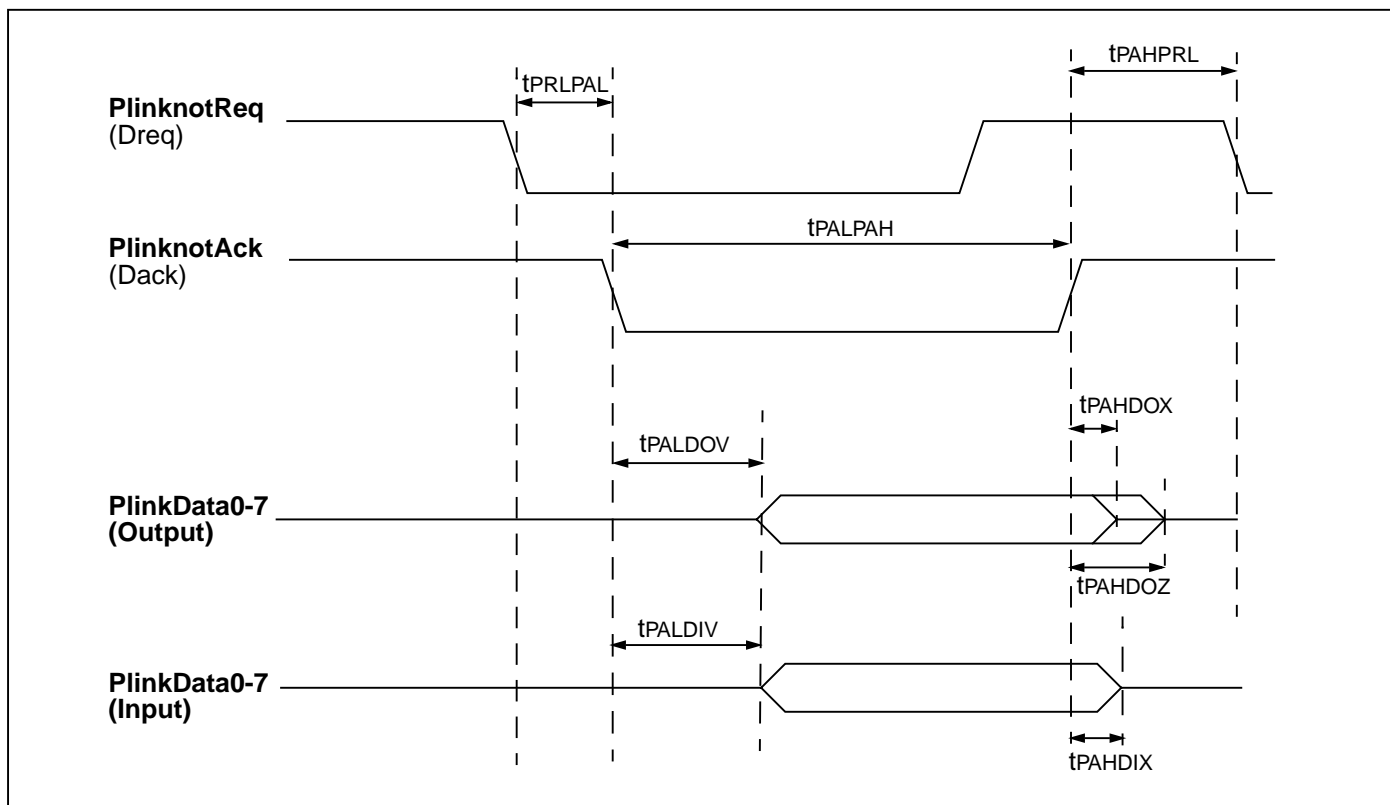 tPAHPRL
tPRLPAL
PlinknotReq
(Dreq)
tPALPAH
PlinknotAck
(Dack)
tPAHDOX
tPALDOV
PlinkData0-7
(Output)
tPAHDOZ
tPALDIV
PlinkData0-7
(Input)
tPAHDIX